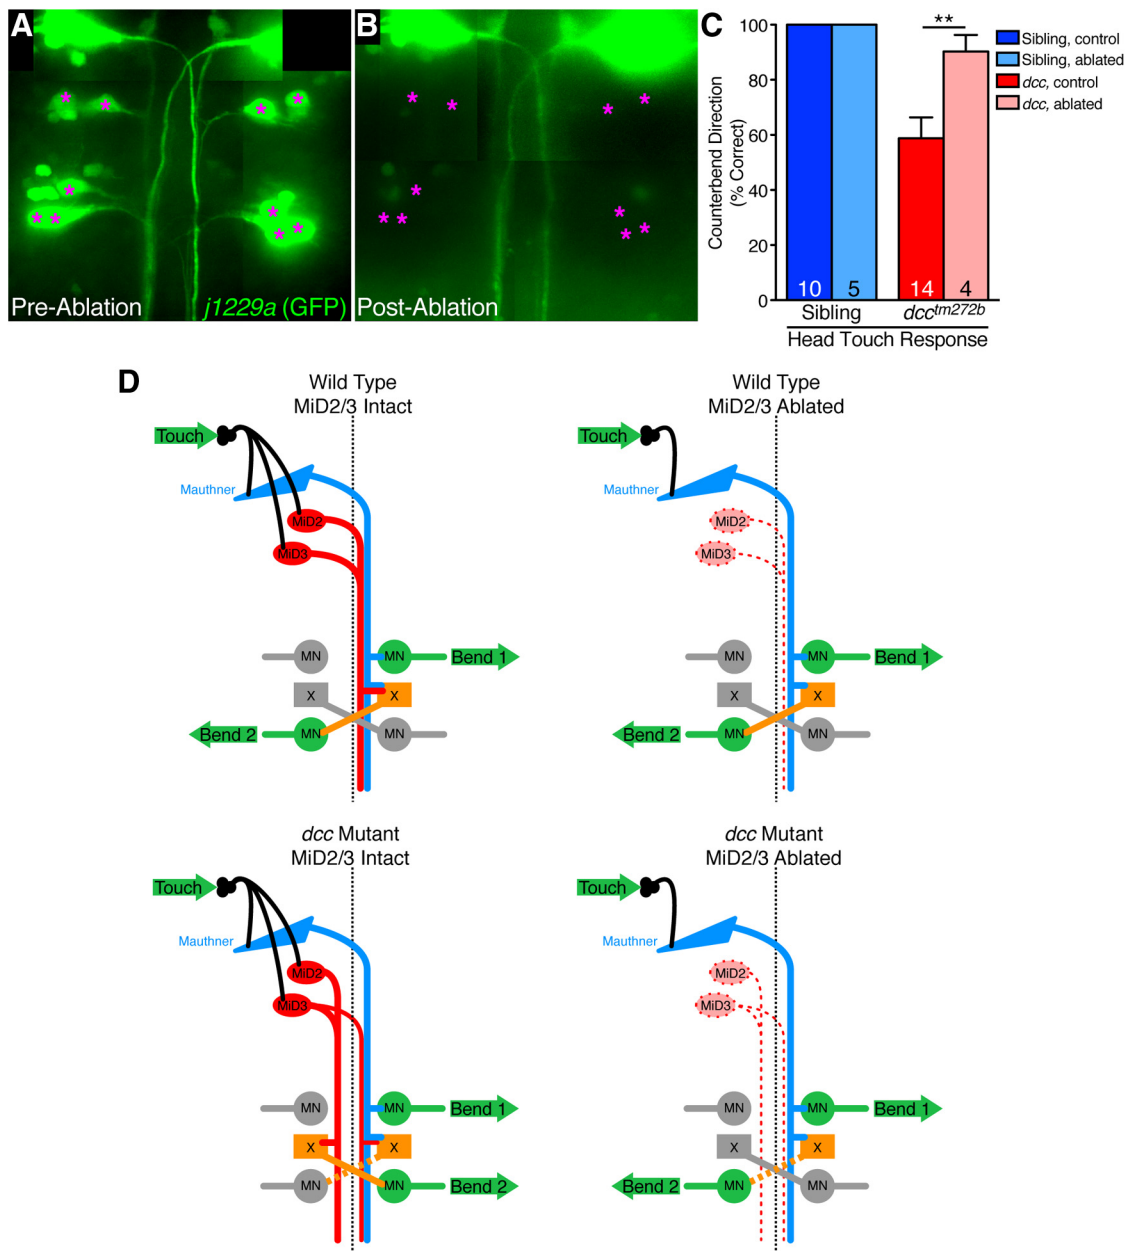 A
Pre-Ablation
j1229a (GFP)
B
Post-Ablation
C
Counterbend Direction
(% Correct)
100
80
60
40
20
0
**
10
5
14
4
Sibling
dcctm272b
Head Touch Response
Sibling, control
Sibling, ablated
dcc, control
dcc, ablated
D
Wild Type
MiD2/3 Intact
Touch
Mauthner
MiD2
MiD3
MN
MN
Bend 1
X
X
Bend 2
MN
MN
Wild Type
MiD2/3 Ablated
Touch
Mauthner
MiD2
MiD3
MN
MN
Bend 1
X
X
Bend 2
MN
MN
dcc Mutant
MiD2/3 Intact
Touch
Mauthner
MiD2
MiD3
MN
MN
Bend 1
X
X
MN
MN
Bend 2
dcc Mutant
MiD2/3 Ablated
Touch
Mauthner
MiD2
MiD3
MN
MN
Bend 1
X
X
Bend 2
MN
MN